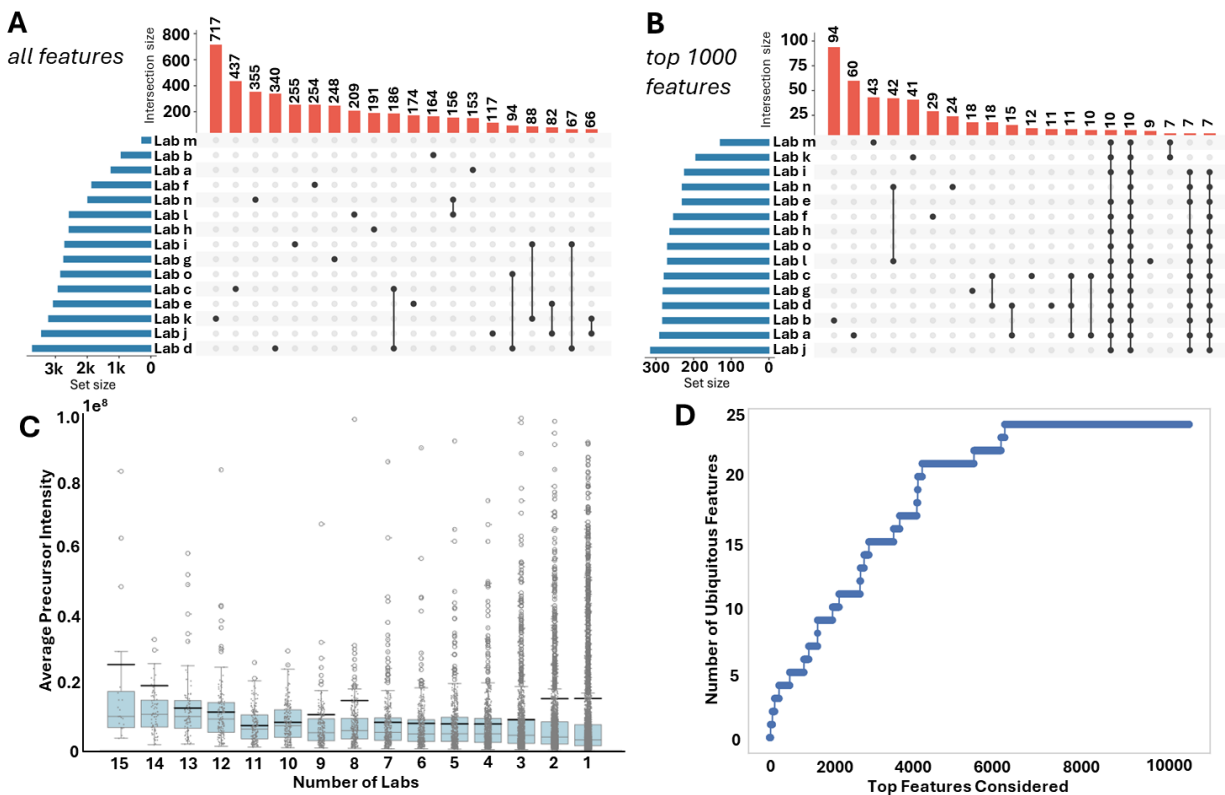 A
all features
Intersection size
800
600
400
200
717
437
355
340
255
254
248
209
191
186
174
164
156
153
117
94
88
82
67
66
Lab m
Lab b
Lab a
Lab f
Lab n
Lab l
Lab h
Lab i
Lab g
Lab o
Lab c
Lab e
Lab k
Lab j
Lab d
3k 2k 1k 0
Set size
B
top 1000
features
Intersection size
100
75
50
25
94
60
43
42
41
29
24
18
18
15
12
11
11
10
10
10
9
7
7
7
Lab m
Lab k
Lab i
Lab n
Lab e
Lab f
Lab h
Lab o
Lab l
Lab c
Lab g
Lab d
Lab b
Lab a
Lab j
300 200 100 0
Set size
C
1e⁸
Average Precursor Intensity
1.0
0.8
0.6
0.4
0.2
0
15 14 13 12 11 10 9 8 7 6 5 4 3 2 1
Number of Labs
D
Number of Ubiquitous Features
25
20
15
10
5
0
0 2000 4000 6000 8000 10000
Top Features Considered